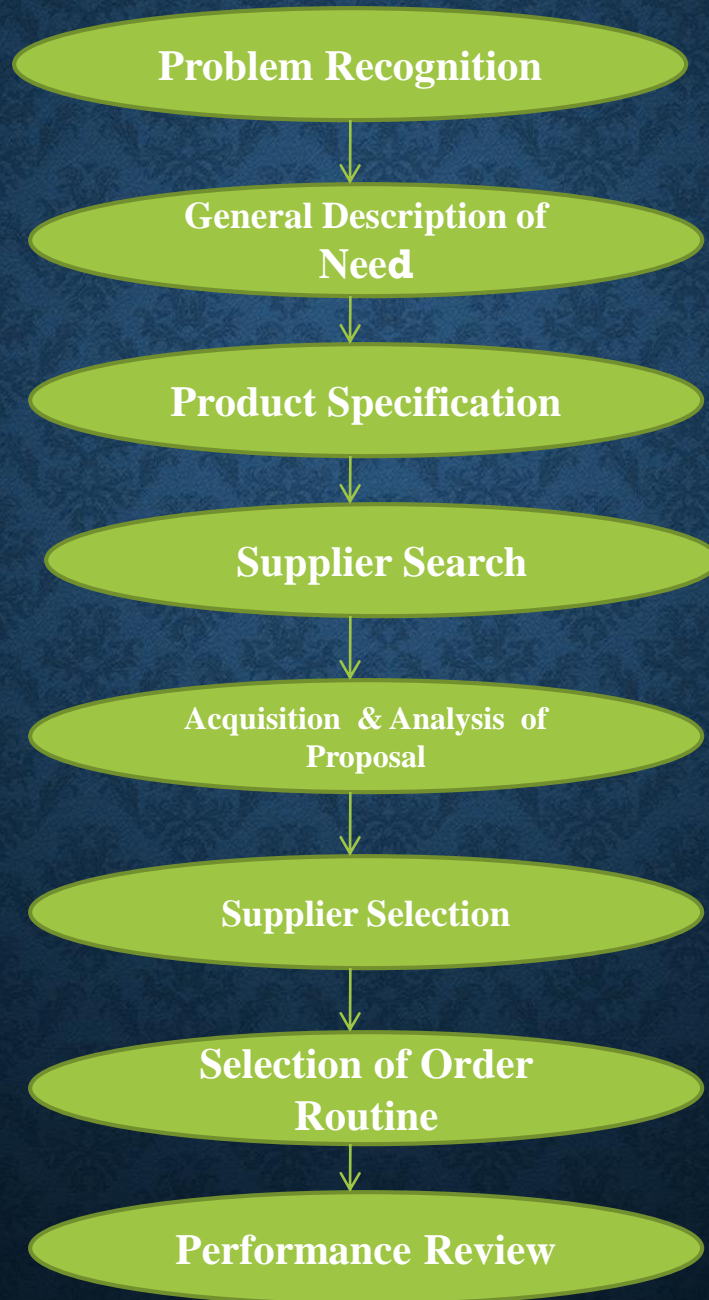 Problem Recognition
General Description of
Need
Product Specification
Supplier Search
Acquisition & Analysis of
Proposal
Supplier Selection
Selection of Order
Routine
Performance Review